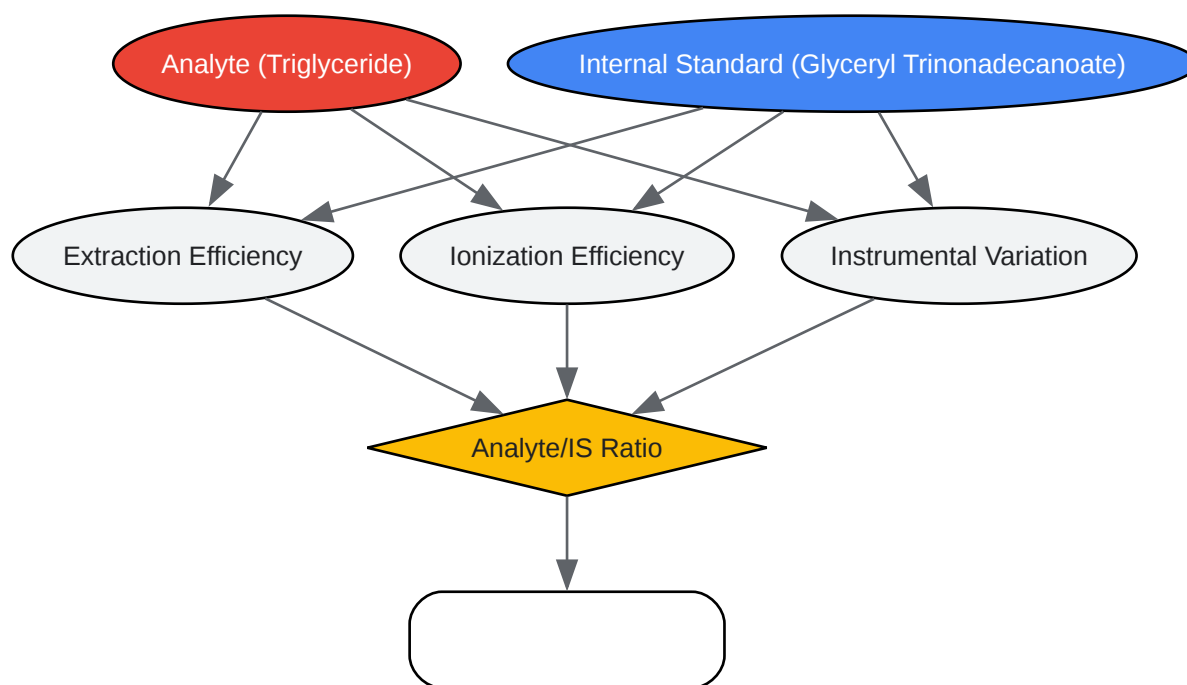 Analyte (Triglyceride)
Internal Standard (Glyceryl Trinonadecanoate)
Extraction Efficiency
Ionization Efficiency
Instrumental Variation
Analyte/IS Ratio